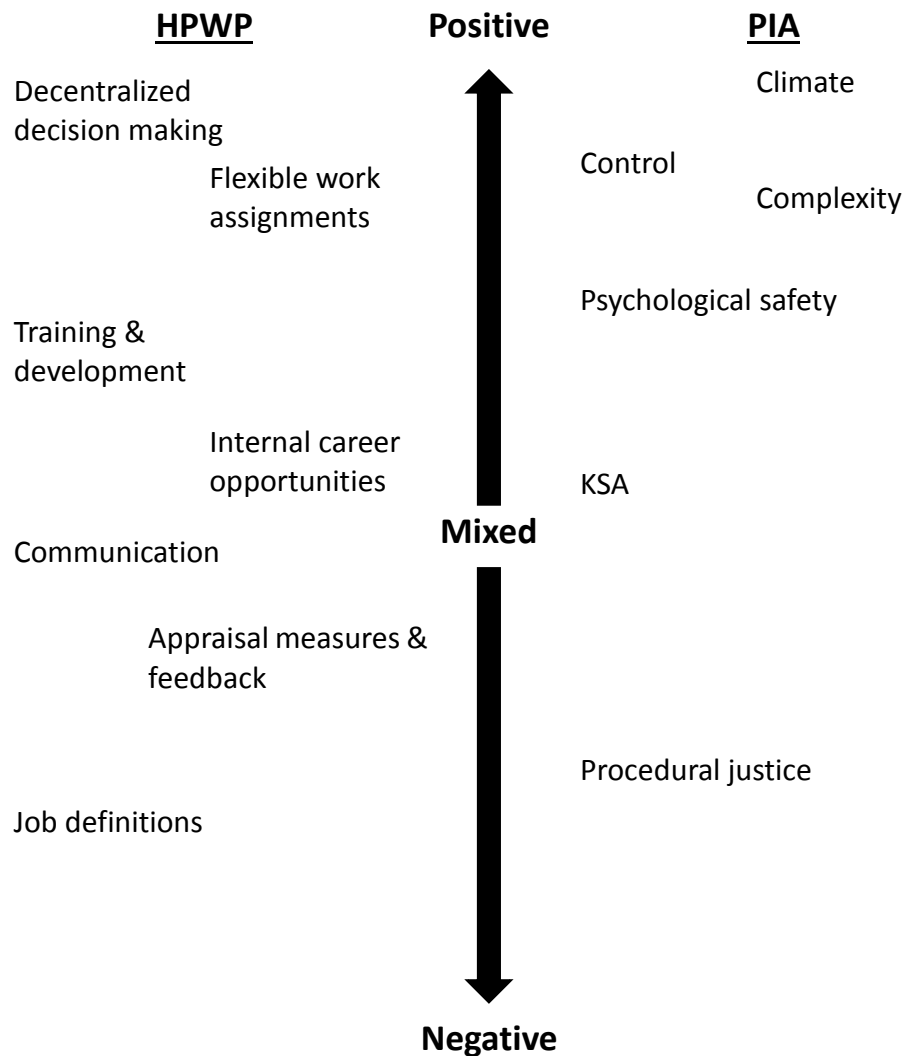 HPWP
Positive
PIA
Climate
Decentralized
decision making
Control
Flexible work
assignments
Complexity
Psychological safety
Training &
development
Internal career
opportunities
KSA
Mixed
Communication
Appraisal measures &
feedback
Procedural justice
Job definitions
Negative